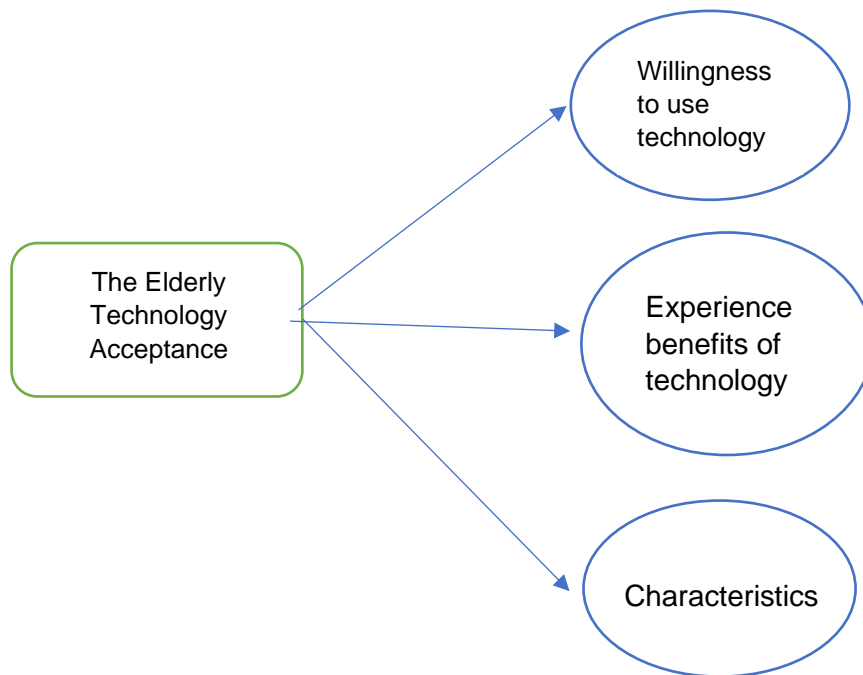 Willingness
to use
technology
The Elderly
Technology
Acceptance
Experience
benefits of
technology
Characteristics